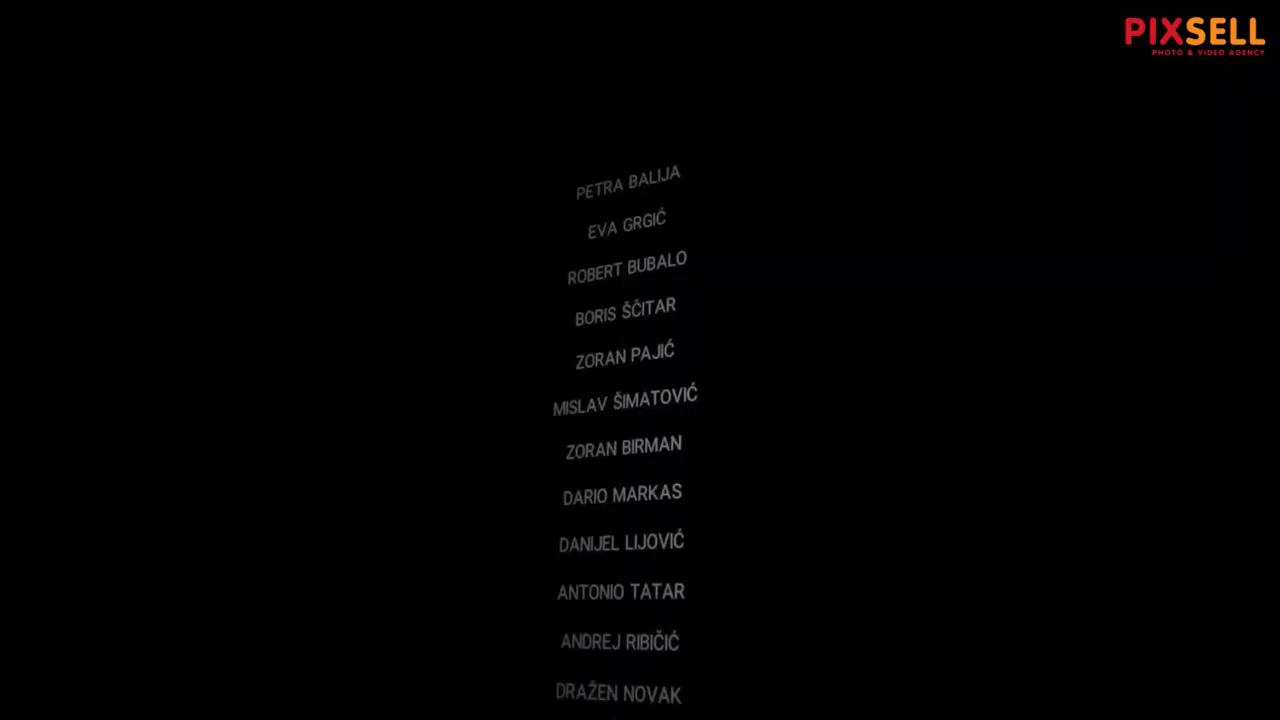 PIXSELL
PHOTO & VIDEO AGENCY
PETRA BALIJA
EVA GRGIĆ
ROBERT BUBALO
BORIS ŠČITAR
ZORAN PAJIĆ
MISLAV ŠIMATOVIĆ
ZORAN BIRMAN
DARIO MARKAS
DANIJEL LIJOVIĆ
ANTONIO TATAR
ANDREJ RIBIČIĆ
DRAŽEN NOVAK